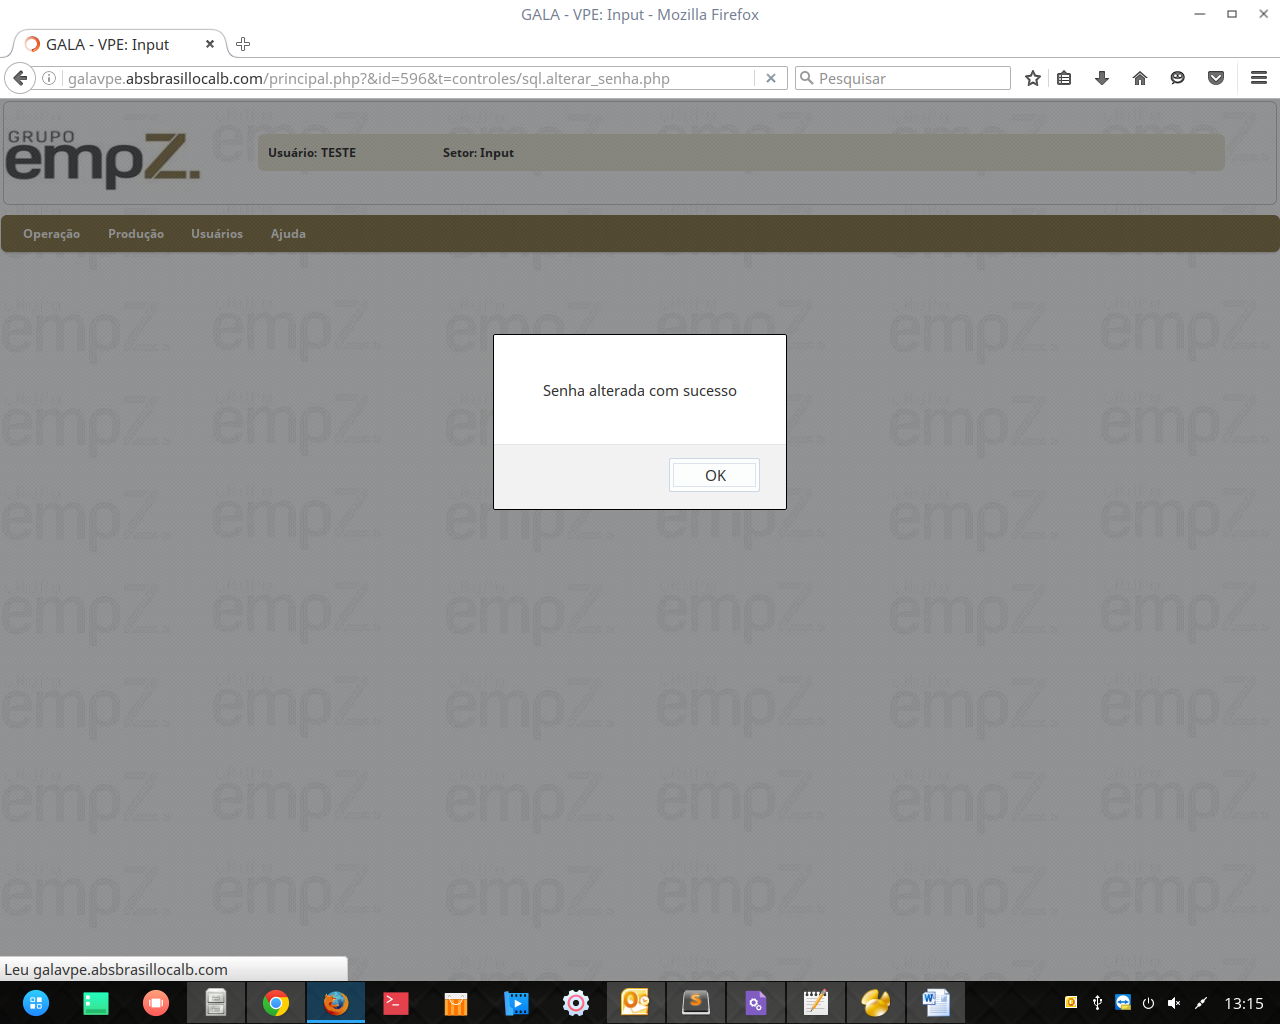 GALA - VPE: Input - Mozilla Firefox
GALA - VPE: Input
galavpe.absbrasillocalb.com/principal.php?&id=596&t=controles/sql.alterar_senha.php
Pesquisar
GRUPO
empZ.
Usuário: TESTE
Setor: Input
Operação
Produção
Usuários
Ajuda
Senha alterada com sucesso
OK
Leu galavpe.absbrasillocalb.com
13:15